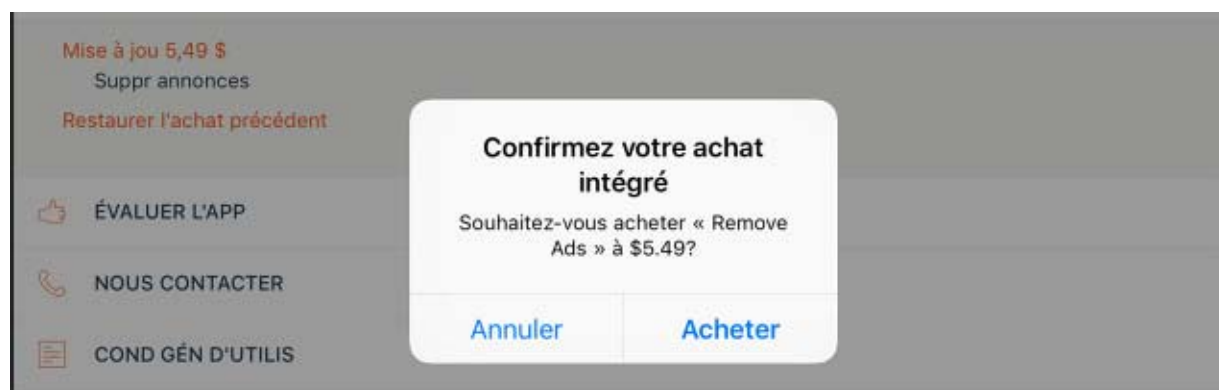 Mise à jou 5,49 $
Suppr annonces
Restaurer l'achat précédent
Confirmez votre achat
intégré
Souhaitez-vous acheter « Remove
Ads » à $5.49?
Annuler Acheter
ÉVALUER L'APP
NOUS CONTACTER
COND GÉN D'UTILIS